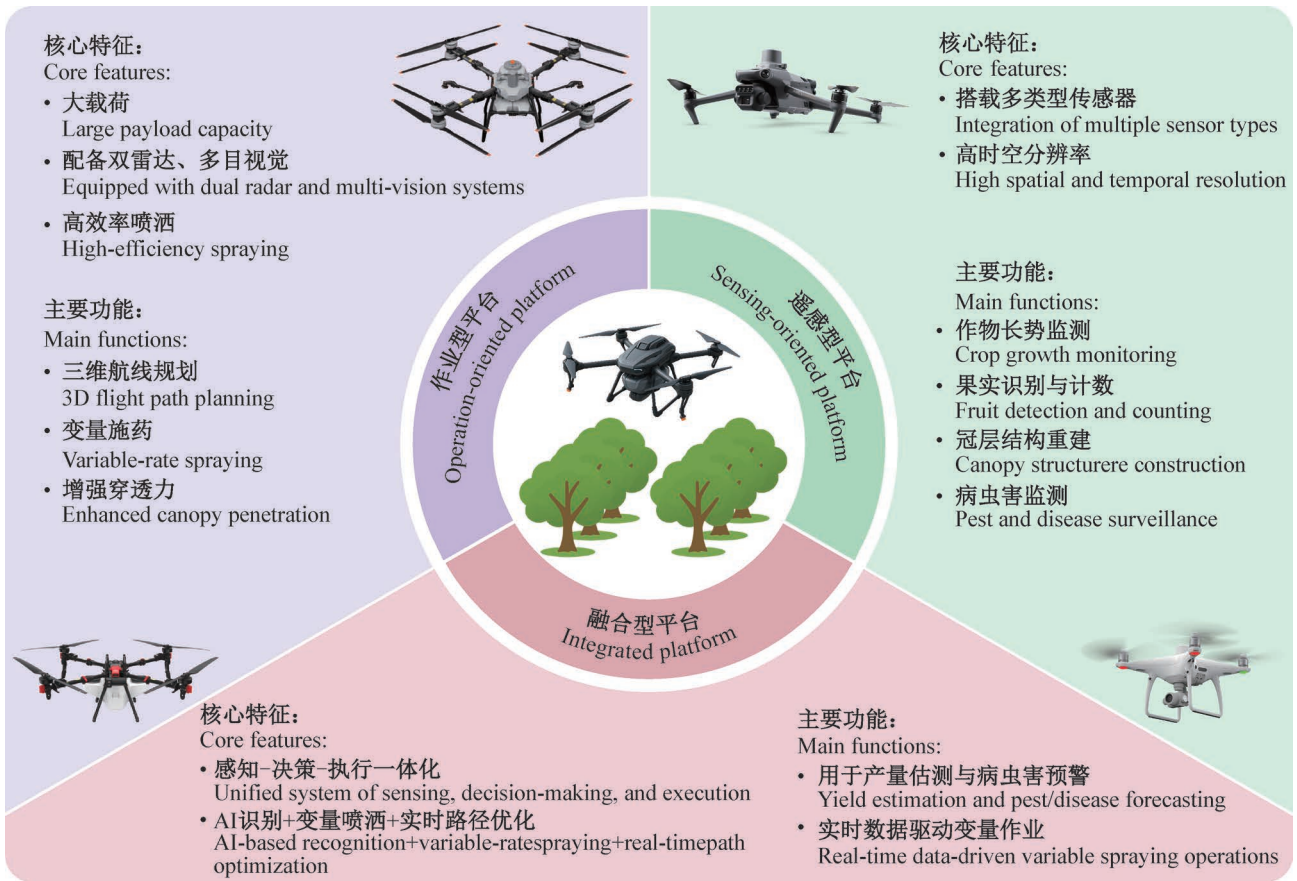 核心特征：
Core features:
• 大载荷
Large payload capacity
• 配备双雷达、多目视觉
Equipped with dual radar and multi-vision systems
• 高效率喷洒
High-efficiency spraying
主要功能：
Main functions:
• 三维航线规划
3D flight path planning
• 变量施药
Variable-rate spraying
• 增强穿透力
Enhanced canopy penetration
作业型平台
Operation-oriented platform
遥感型平台
Sensing-oriented platform
核心特征：
Core features:
• 搭载多类型传感器
Integration of multiple sensor types
• 高时空分辨率
High spatial and temporal resolution
主要功能：
Main functions:
• 作物长势监测
Crop growth monitoring
• 果实识别与计数
Fruit detection and counting
• 冠层结构重建
Canopy structurere construction
• 病虫害监测
Pest and disease surveillance
融合型平台
Integrated platform
核心特征：
Core features:
• 感知-决策-执行一体化
Unified system of sensing, decision-making, and execution
• AI识别+变量喷洒+实时路径优化
AI-based recognition+variable-ratespraying+real-timepath
optimization
主要功能：
Main functions:
• 用于产量估测与病虫害预警
Yield estimation and pest/disease forecasting
• 实时数据驱动变量作业
Real-time data-driven variable spraying operations